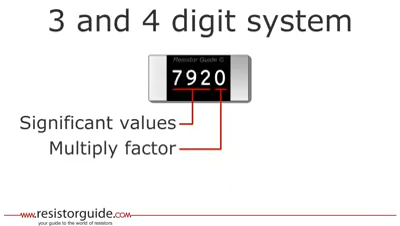 3 and 4 digit system
Resistor Guide ©
7920
Significant values
Multiply factor
www.resistorguide.com
your guide to the world of resistors